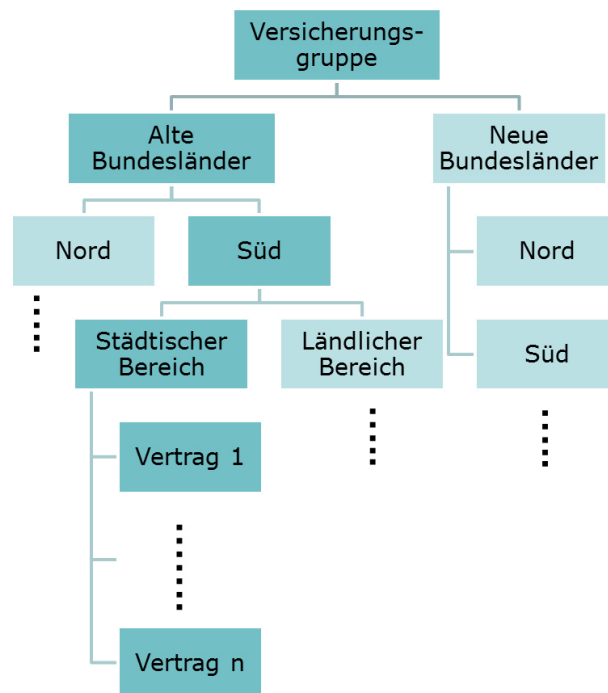 Versicherungs-
gruppe
Alte
Bundesländer
Neue
Bundesländer
Nord
Süd
Nord
Städtischer
Bereich
Ländlicher
Bereich
Süd
Vertrag 1
Vertrag n